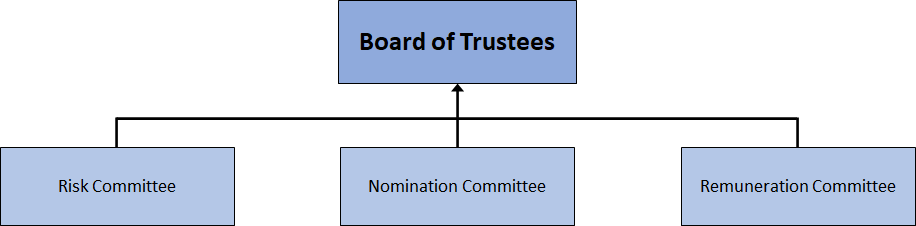 Board of Trustees
Risk Committee
Nomination Committee
Remuneration Committee